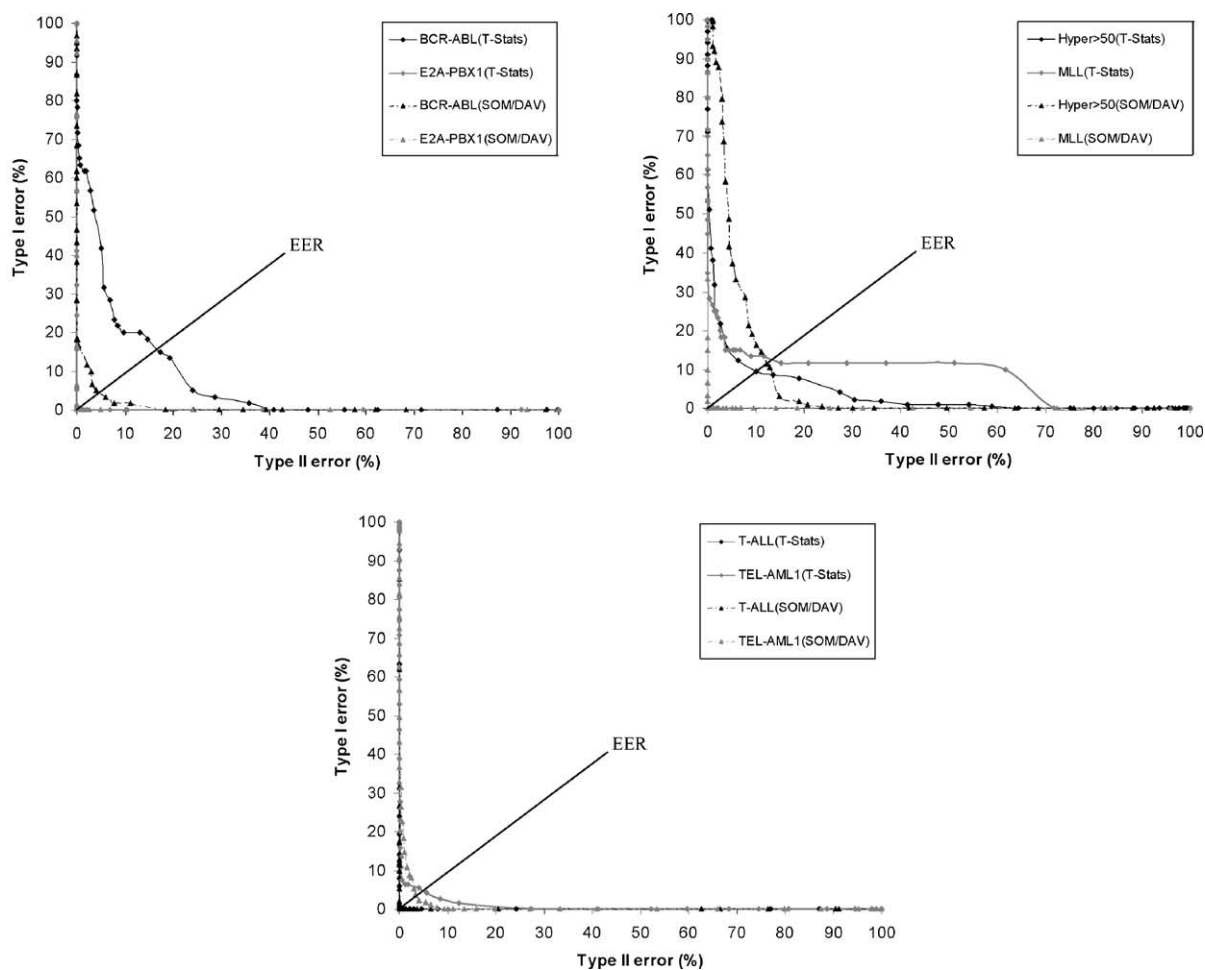 100
90
80
70
60
50
40
30
20
10
0
Type I error (%)
BCR-ABL(T-Stats)
E2A-PBX1(T-Stats)
BCR-ABL(SOM/DAV)
E2A-PBX1(SOM/DAV)
EER
0 10 20 30 40 50 60 70 80 90 100
Type II error (%)
100
90
80
70
60
50
40
30
20
10
0
Type I error (%)
Hyper>50(T-Stats)
MLL(T-Stats)
Hyper>50(SOM/DAV)
MLL(SOM/DAV)
EER
0 10 20 30 40 50 60 70 80 90 100
Type II error (%)
100
90
80
70
60
50
40
30
20
10
0
Type I error (%)
T-ALL(T-Stats)
TEL-AML1(T-Stats)
T-ALL(SOM/DAV)
TEL-AML1(SOM/DAV)
EER
0 10 20 30 40 50 60 70 80 90 100
Type II error (%)